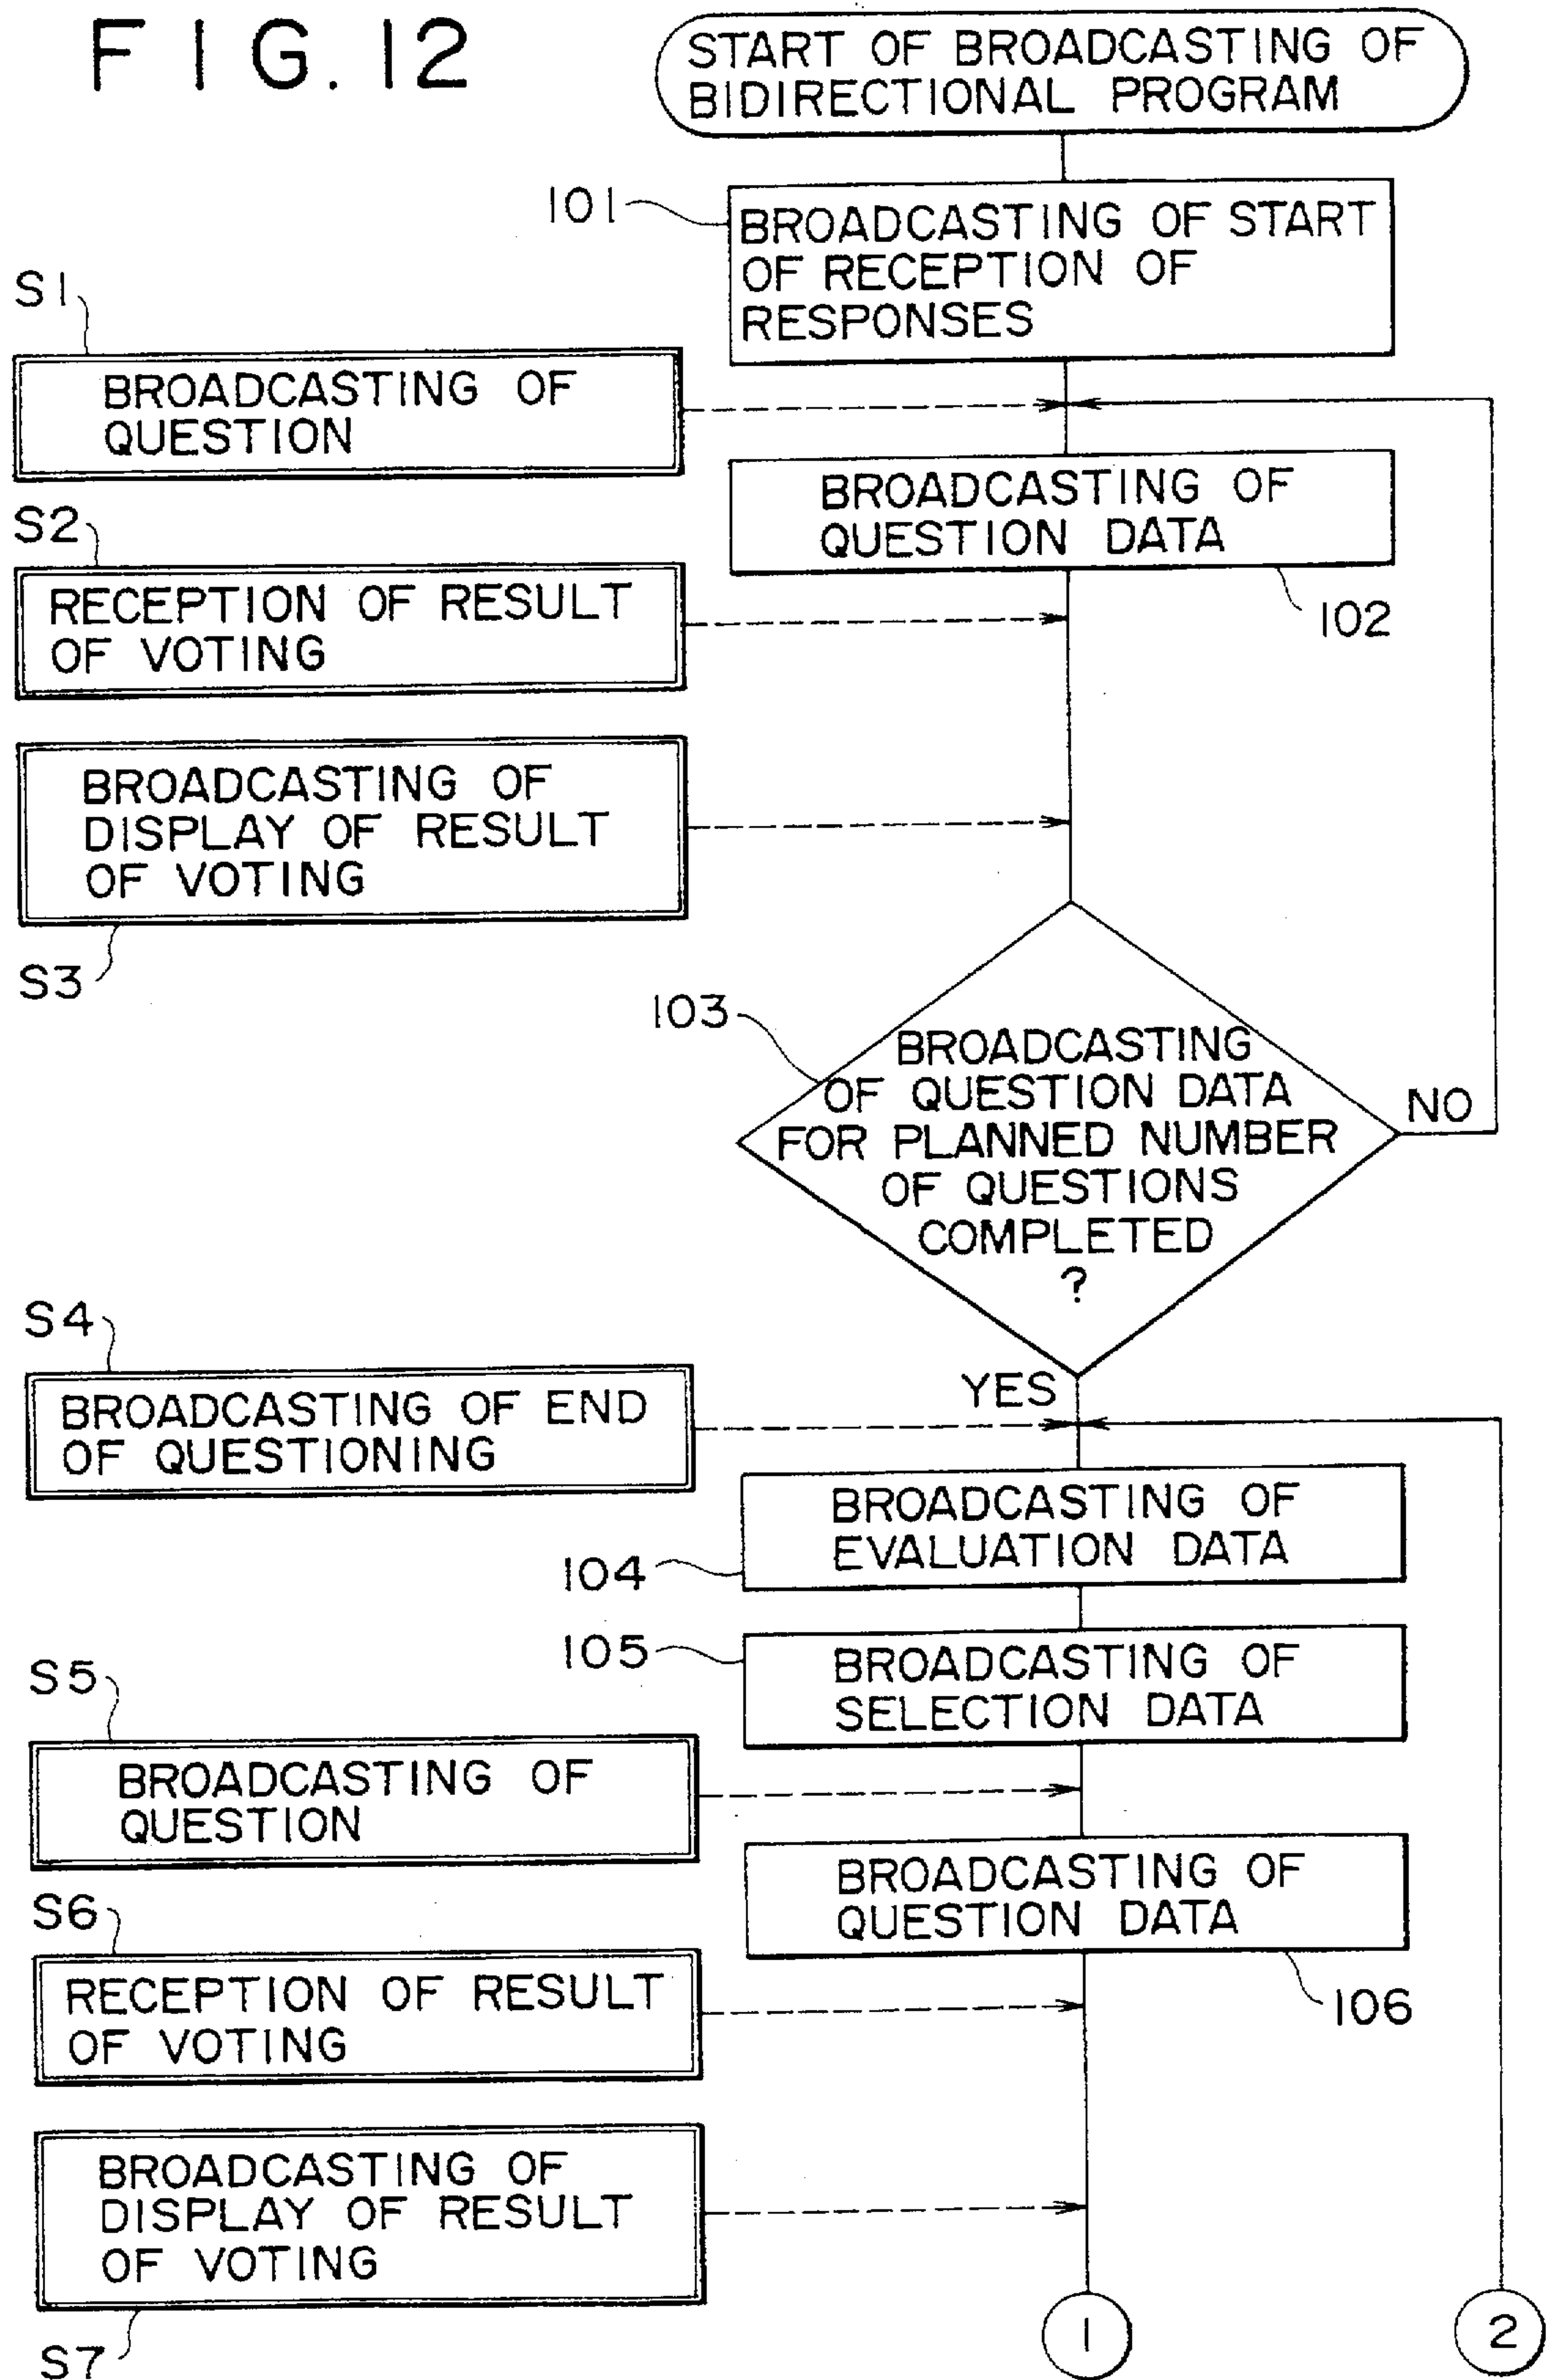 FIG. 12
START OF BROADCASTING OF
BIDIRECTIONAL PROGRAM
101
BROADCASTING OF START
OF RECEPTION OF
RESPONSES
S1
BROADCASTING OF
QUESTION
BROADCASTING OF
QUESTION DATA
102
S2
RECEPTION OF RESULT
OF VOTING
BROADCASTING OF
DISPLAY OF RESULT
OF VOTING
S3
103
BROADCASTING
OF QUESTION DATA
FOR PLANNED NUMBER
OF QUESTIONS
COMPLETED
?
NO
YES
S4
BROADCASTING OF END
OF QUESTIONING
BROADCASTING OF
EVALUATION DATA
104
105
BROADCASTING OF
SELECTION DATA
S5
BROADCASTING OF
QUESTION
BROADCASTING OF
QUESTION DATA
106
S6
RECEPTION OF RESULT
OF VOTING
BROADCASTING OF
DISPLAY OF RESULT
OF VOTING
S7
1
2